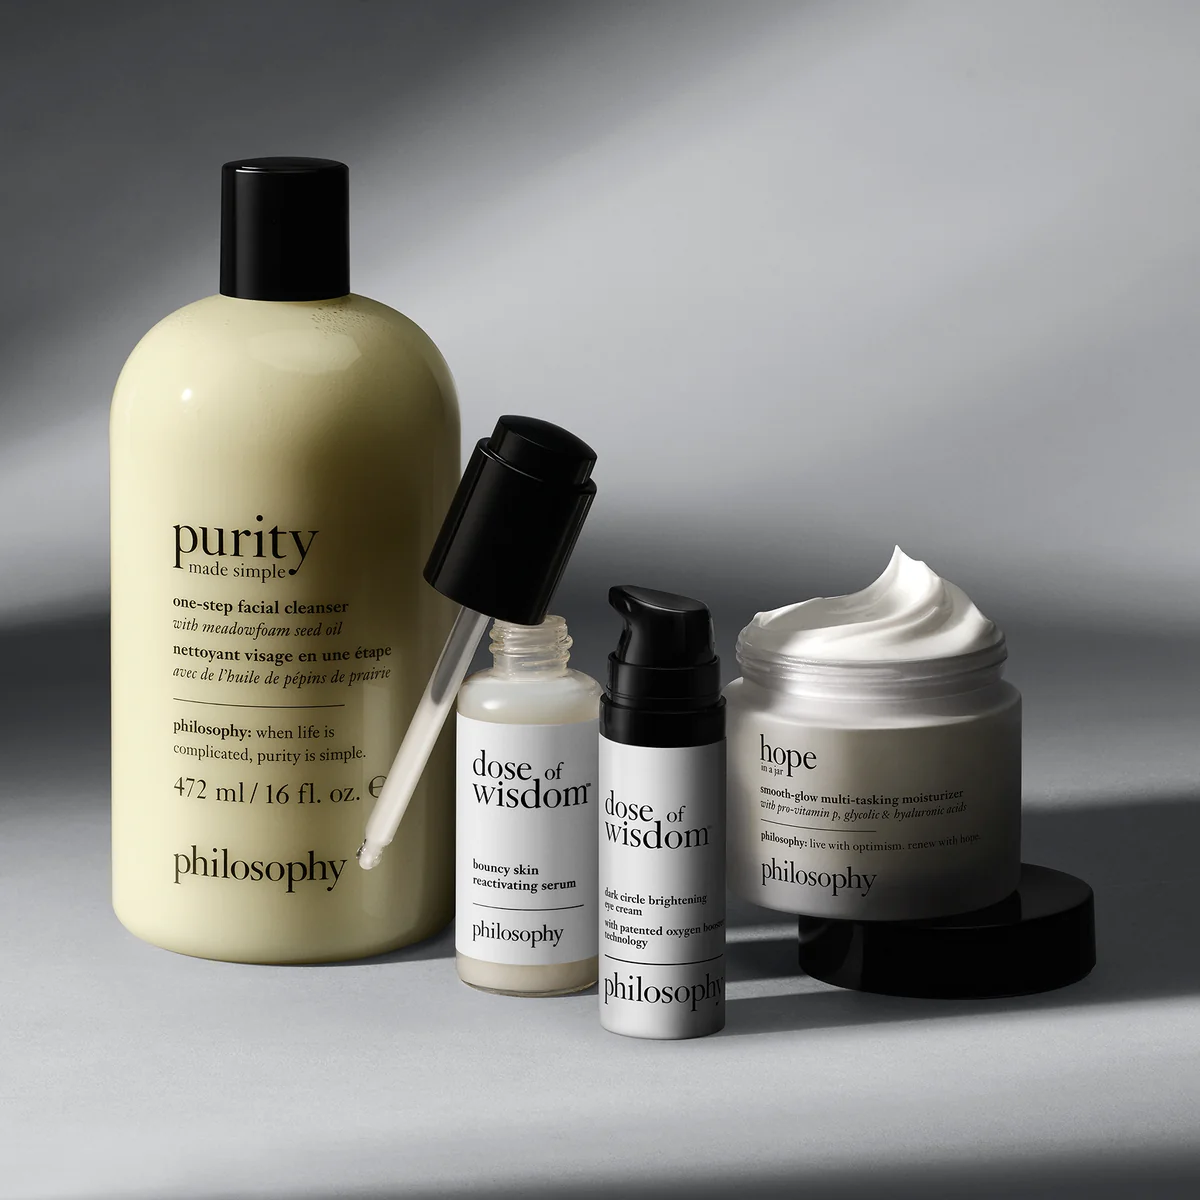 purity
made simple
one-step facial cleanser
with meadowfoam seed oil
nettoyant visage en une étape
avec de l'huile de pépins de prairie
philosophy: when life is
complicated, purity is simple.
472 ml / 16 fl. oz. e
philosophy
dose of
wisdom™
bouncy skin
reactivating serum
philosophy
dose of
wisdom™
dark circle brightening
eye cream
with patented oxygen
technology
philosophy
hope
in a jar
smooth-glow multi-tasking moisturizer
with pro-vitamin p, glycolic & hyaluronic acids
philosophy: live with optimism. renew with hope.
philosophy